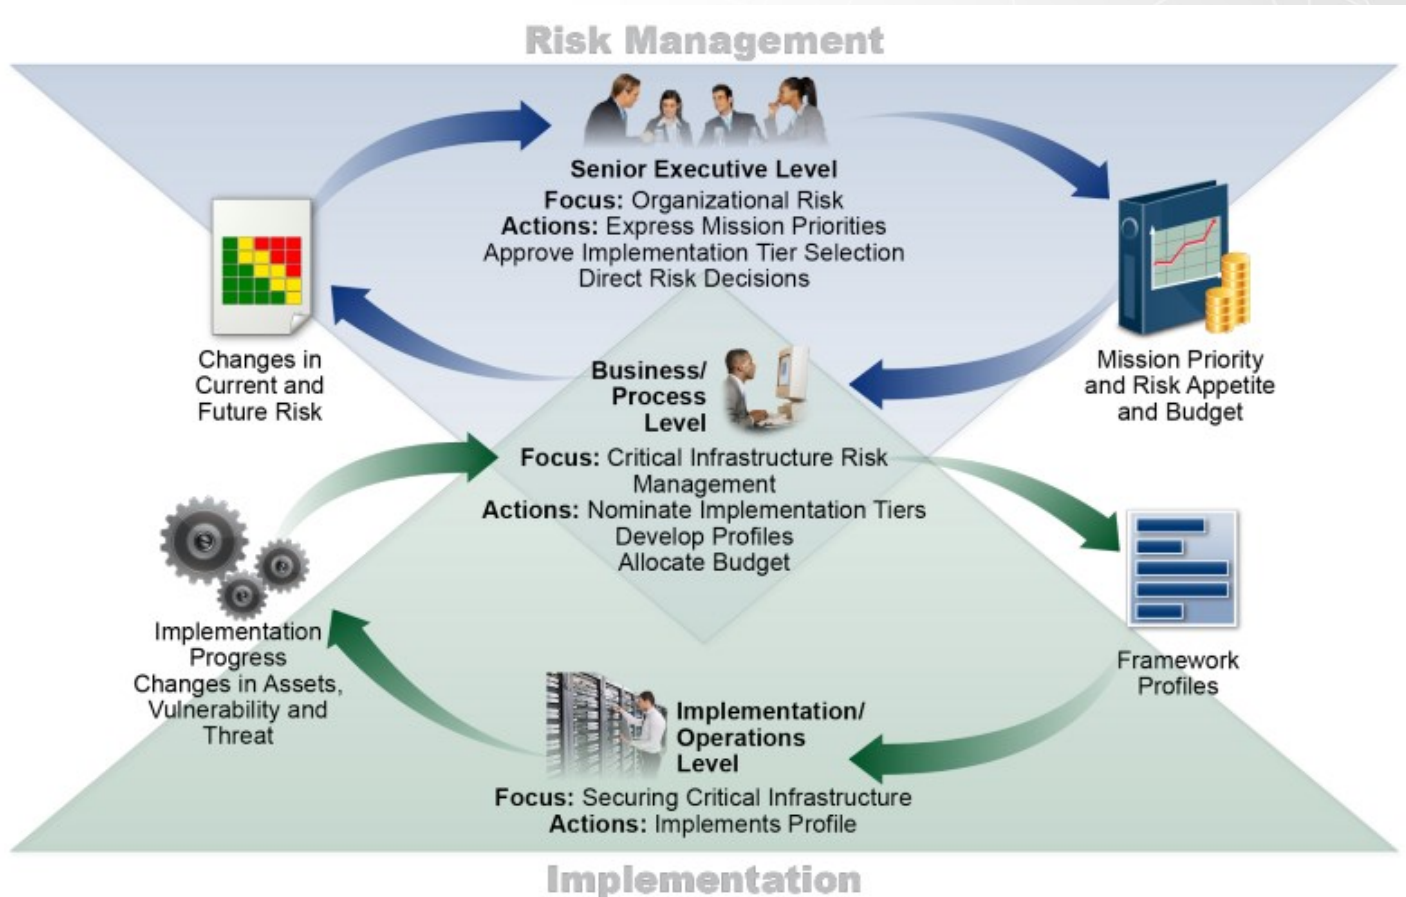 Risk Management
Senior Executive Level
Focus: Organizational Risk
Actions: Express Mission Priorities
Approve Implementation Tier Selection
Direct Risk Decisions
Changes in
Current and
Future Risk
Mission Priority
and Risk Appetite
and Budget
Business/
Process
Level
Focus: Critical Infrastructure Risk
Management
Actions: Nominate Implementation Tiers
Develop Profiles
Allocate Budget
Implementation
Progress
Changes in Assets,
Vulnerability and
Threat
Framework
Profiles
Implementation/
Operations
Level
Focus: Securing Critical Infrastructure
Actions: Implements Profile
Implementation